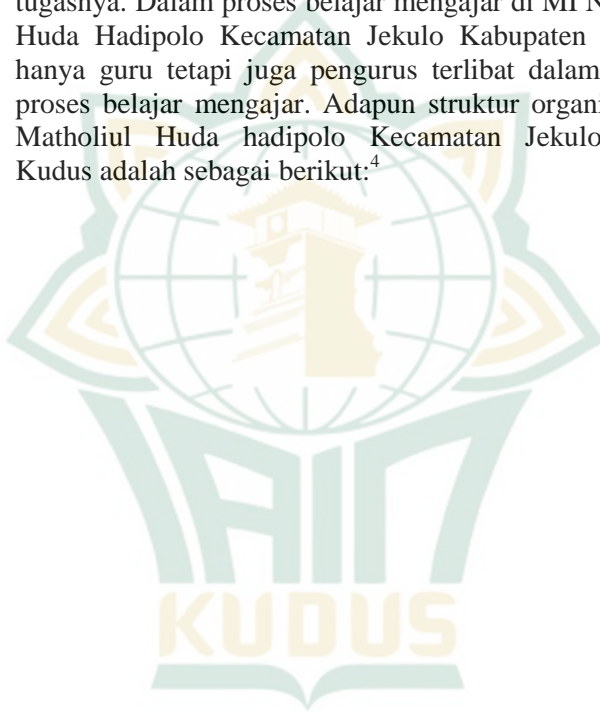 tugasnya. Dalam proses belajar mengajar di MI N
Huda Hadipolo Kecamatan Jekulo Kabupaten
hanya guru tetapi juga pengurus terlibat dalam
proses belajar mengajar. Adapun struktur organi
Matholiul Huda hadipolo Kecamatan Jekulo
Kudus adalah sebagai berikut:⁴
IAIN
KUDUS